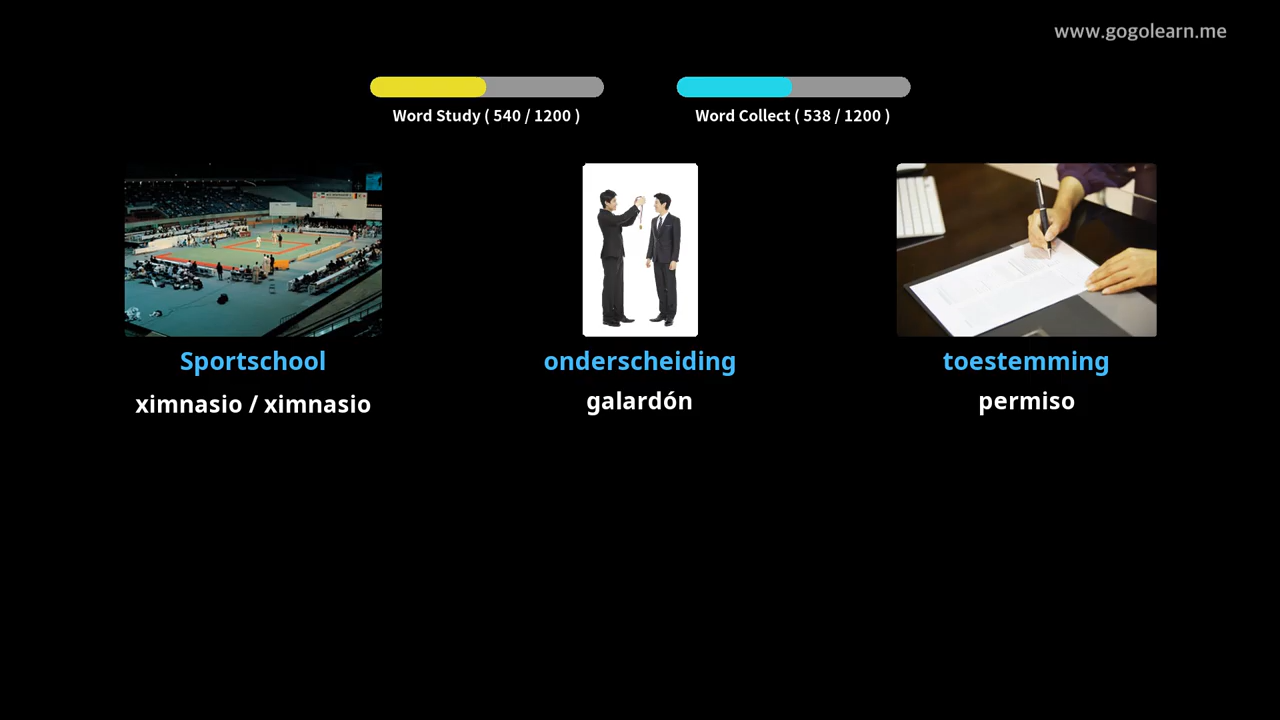 www.gogolearn.me
Word Study ( 540 / 1200 )
Word Collect ( 538 / 1200 )
Sportschool
onderscheiding
toestemming
ximnasio / ximnasio
galardón
permiso